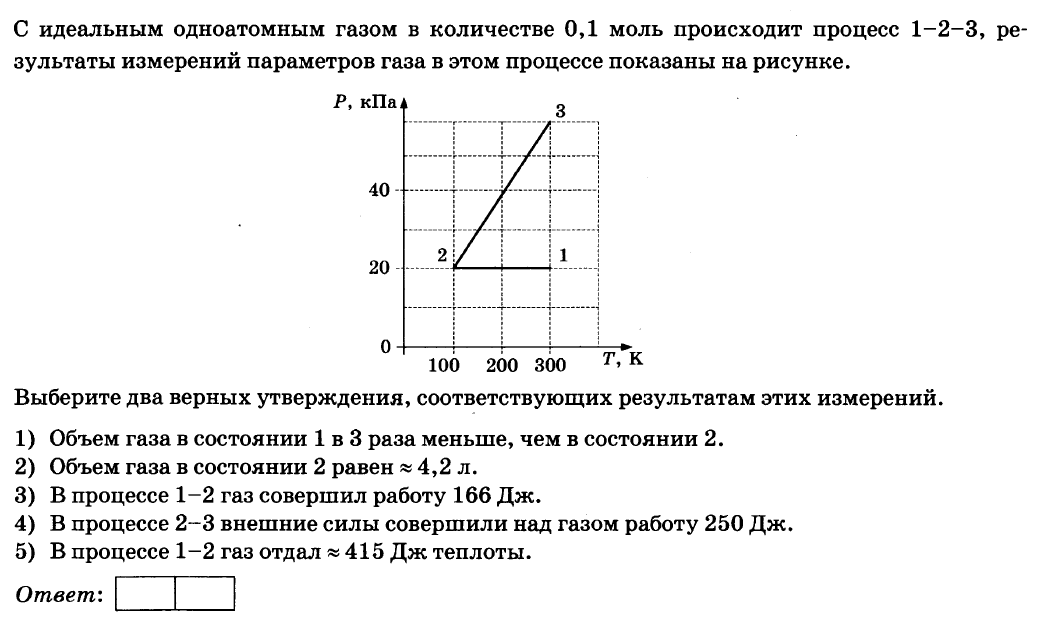 С идеальным одноатомным газом в количестве 0,1 моль происходит процесс 1–2–3, ре-
зультаты измерений параметров газа в этом процессе показаны на рисунке.
P, кПа
3
40
2
1
20
0
100 200 300 T, К
Выберите два верных утверждения, соответствующих результатам этих измерений.
1) Объем газа в состоянии 1 в 3 раза меньше, чем в состоянии 2.
2) Объем газа в состоянии 2 равен ≈ 4,2 л.
3) В процессе 1–2 газ совершил работу 166 Дж.
4) В процессе 2–3 внешние силы совершили над газом работу 250 Дж.
5) В процессе 1–2 газ отдал ≈ 415 Дж теплоты.
Ответ: